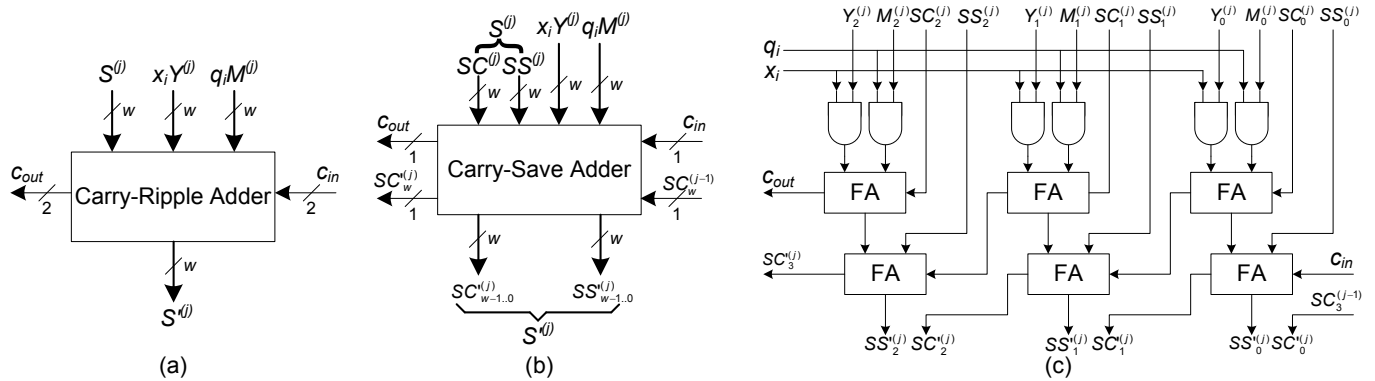 S^(j) x_iY^(j) q_iM^(j)
w w w
c_out c_in
Carry-Ripple Adder
2 2
w
S'^(j)
(a)
S^(j)
SC^(j) SS^(j) x_iY^(j) q_iM^(j)
w w w w
c_out c_in
1 1
Carry-Save Adder
SC'_w^(j) SC_w^(j-1)
1 1
w w
SC'_w-1..0^(j) SS'_w-1..0^(j)
S'^(j)
(b)
Y_2^(j) M_2^(j) SC_2^(j) SS_2^(j) Y_1^(j) M_1^(j) SC_1^(j) SS_1^(j) Y_0^(j) M_0^(j) SC_0^(j) SS_0^(j)
q_i
x_i
c_out FA FA FA
SC'_3^(j) FA FA FA c_in
SC_3^(j-1)
SS'_2^(j) SC'_2^(j) SS'_1^(j) SC'_1^(j) SS'_0^(j) SC'_0^(j)
(c)